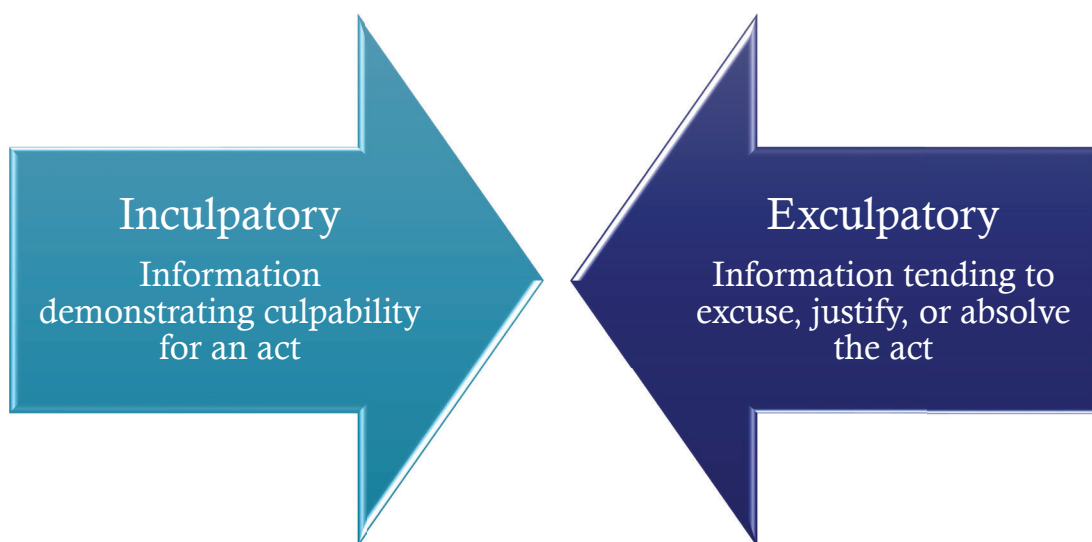 Inculpatory
Information
demonstrating culpability
for an act
Exculpatory
Information tending to
excuse, justify, or absolve
the act